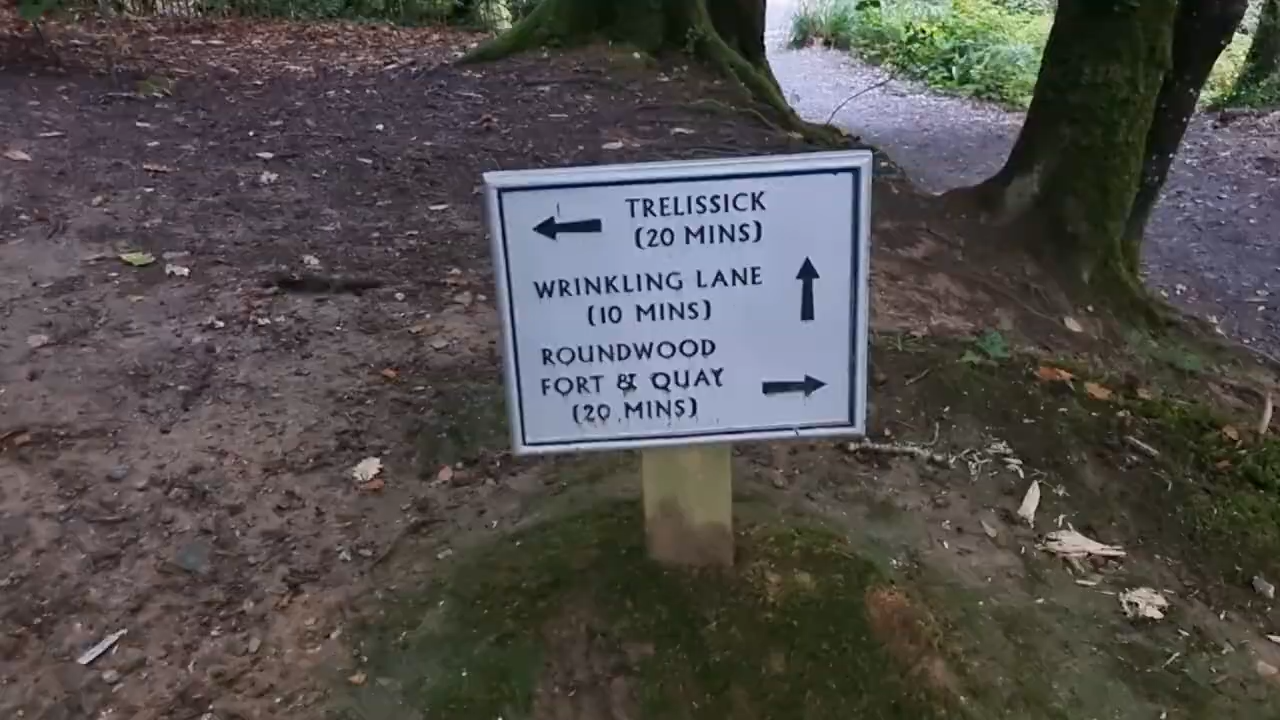 TRELISSICK
(20 MINS)
WRINKLING LANE
(10 MINS)
ROUNDWOOD
FORT & QUAY
(20 MINS)